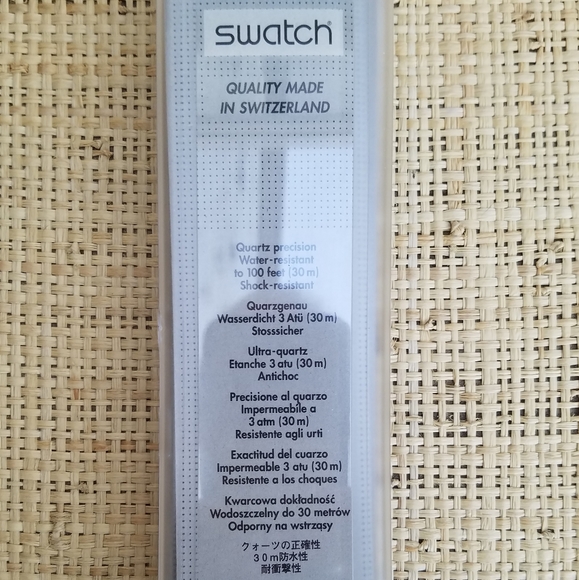 swatch®
QUALITY MADE
IN SWITZERLAND
Quartz precision
Water-resistant
to 100 feet (30 m)
Shock-resistant
Quarzgenau
Wasserdicht 3 Atü (30 m)
Stosssicher
Ultra-quartz
Etanche 3 atu (30 m)
Antichoc
Precisione al quarzo
Impermeabile a
3 atm (30 m)
Resistente agli urti
Exactitud del cuarzo
Impermeable 3 atu (30 m)
Resistente a los choques
Kwarcowa dokładność
Wodoszczelny do 30 metrów
Odporny na wstrząsy
クォーツの正確性
30m防水性
耐衝撃性